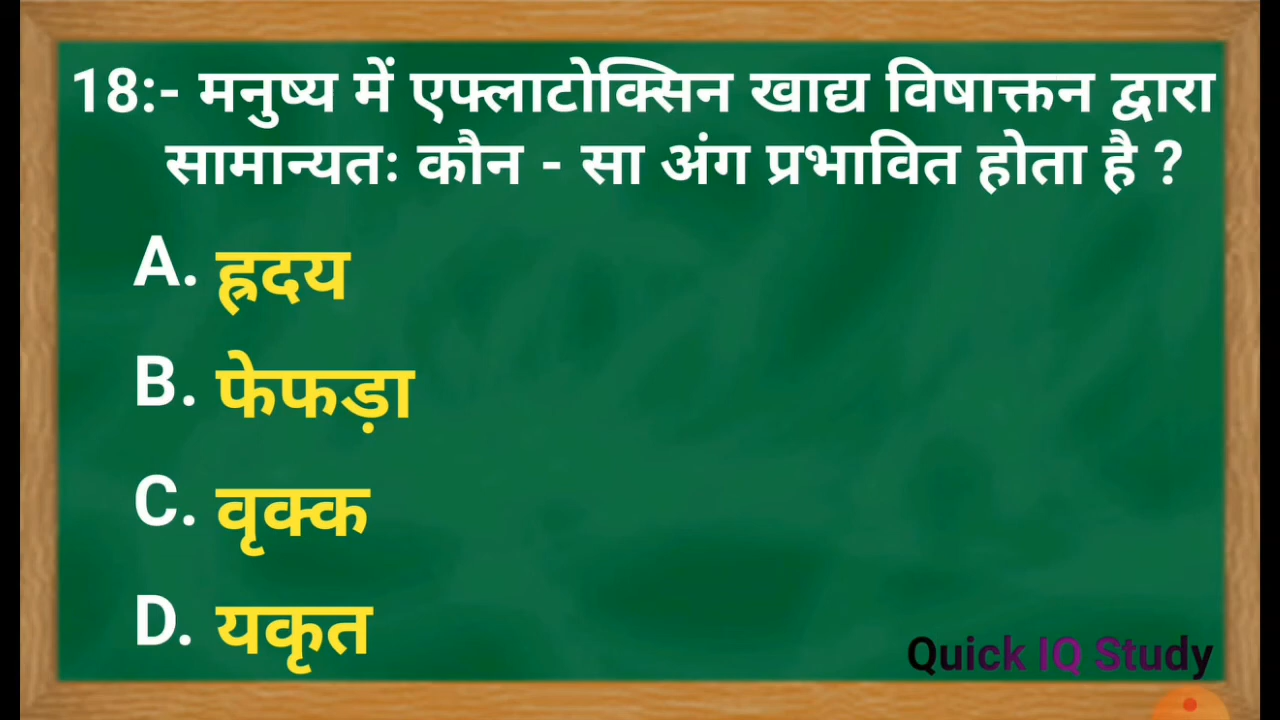 18:- मनुष्य में एफ्लाटोक्सिन खाद्य विषाक्तन द्वारा
सामान्यतः कौन - सा अंग प्रभावित होता है ?
A. ह्रदय
B. फेफड़ा
C. वृक्क
D. यकृत
Quick IQ Study